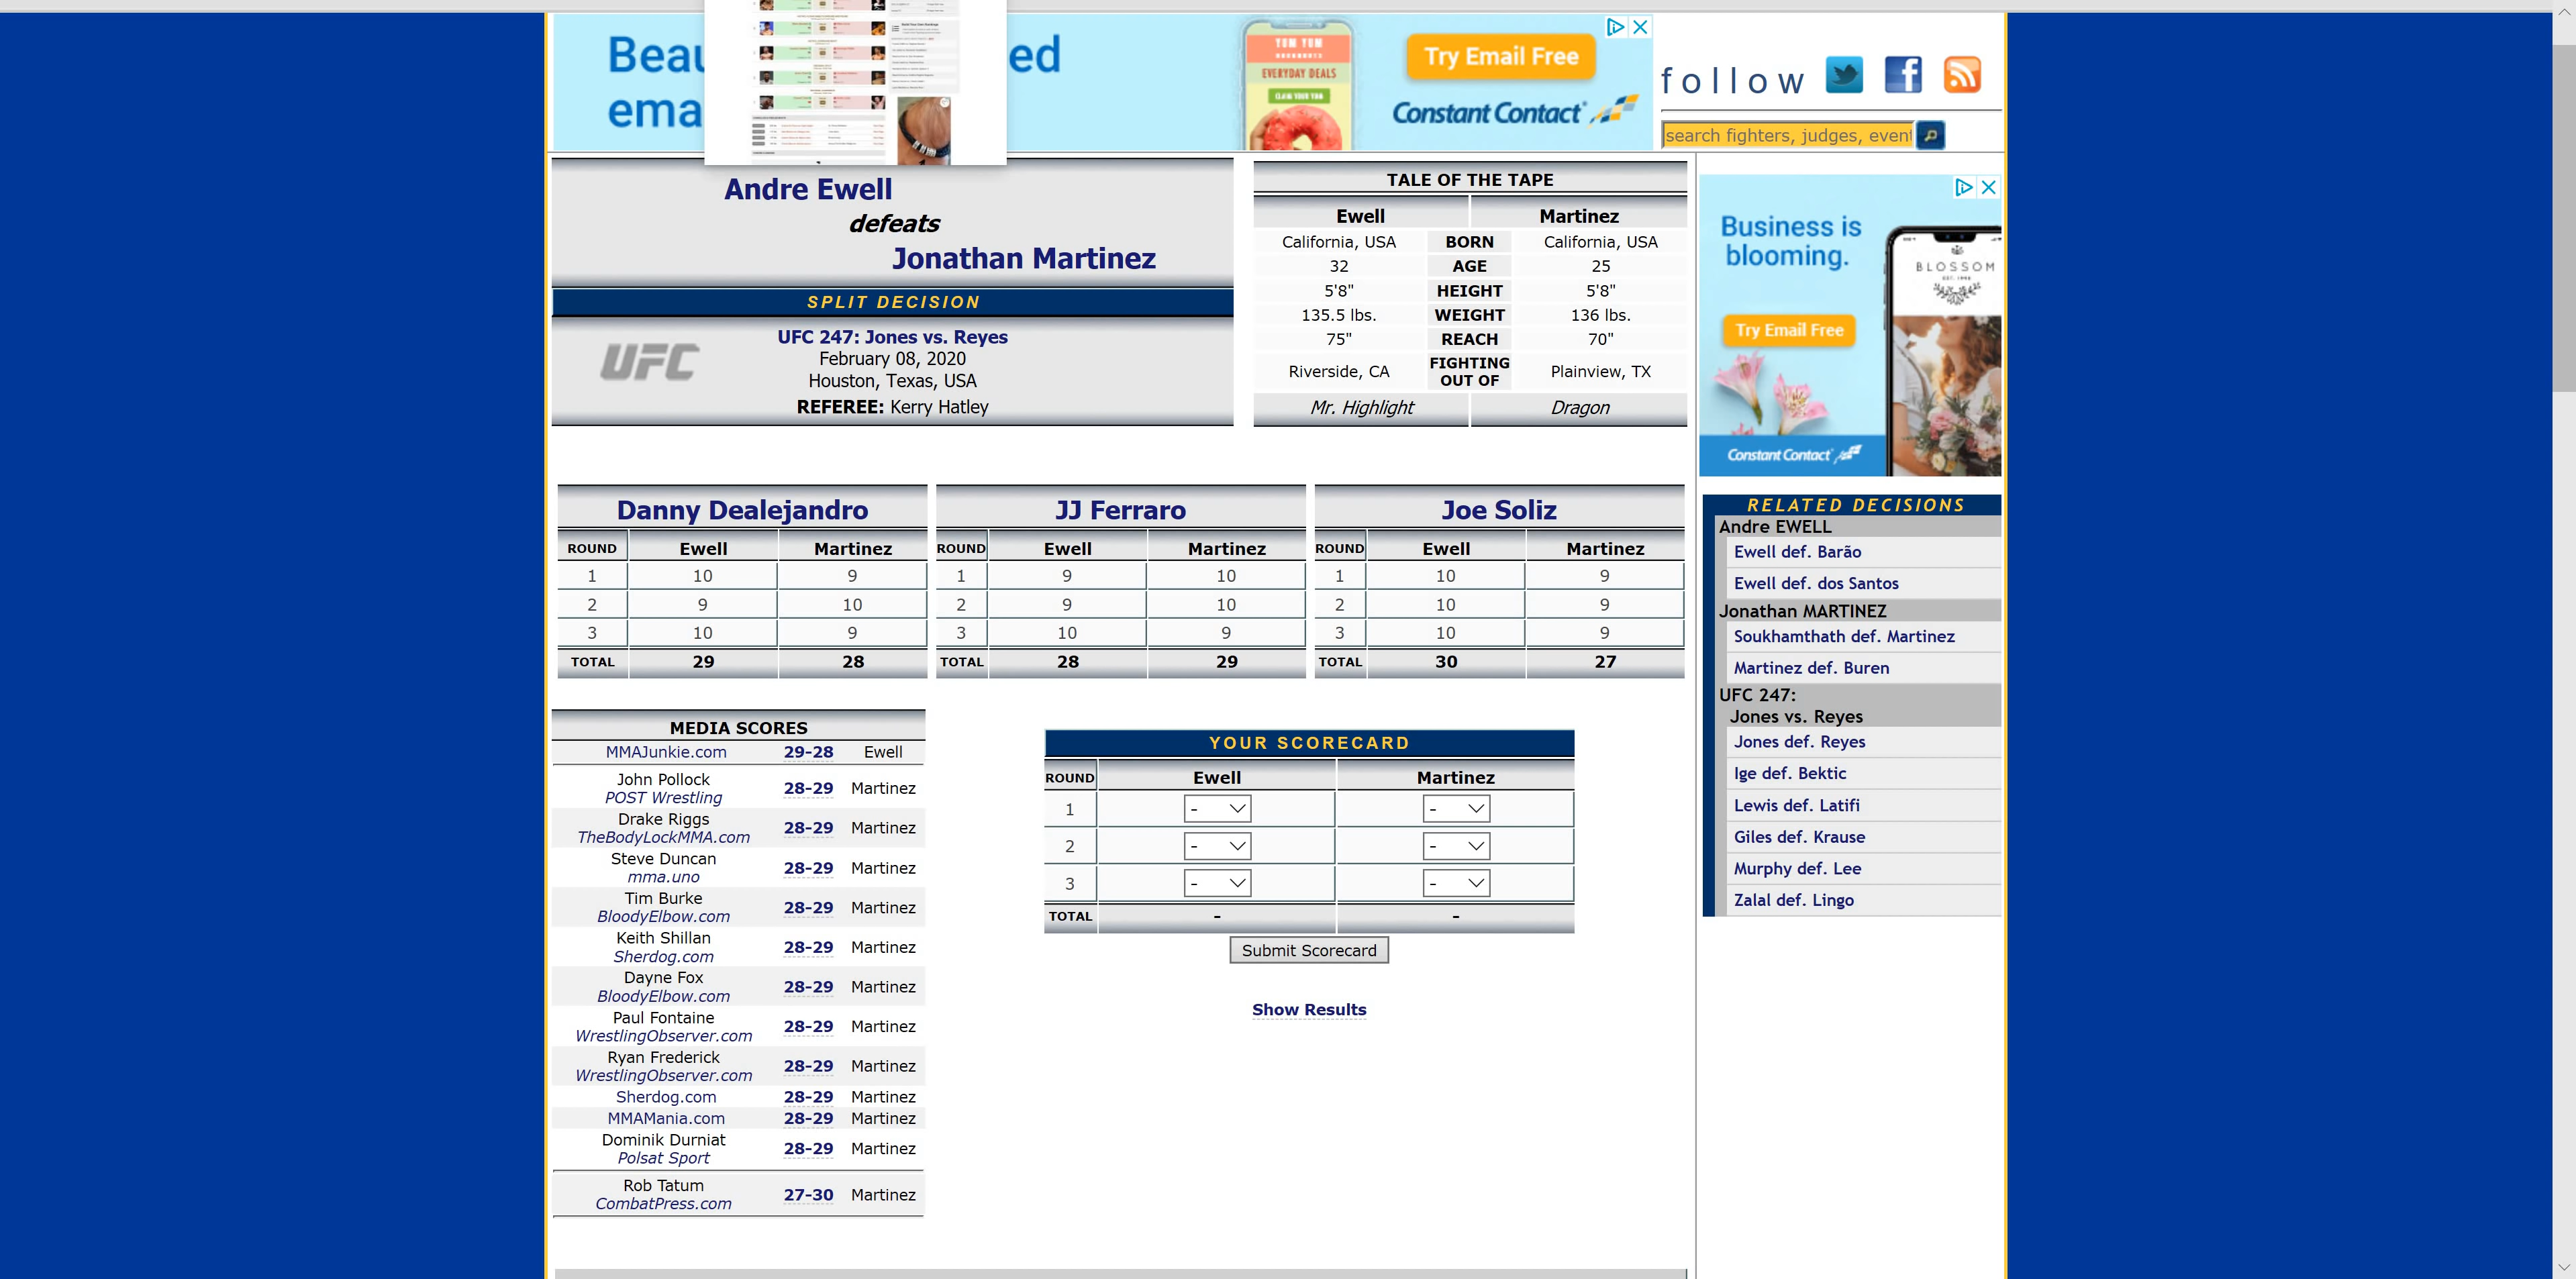 Beau
ed
ema
YUM YUM
EVERYDAY DEALS
Try Email Free
Constant Contact
follow
search fighters, judges, event
Andre Ewell
defeats
Jonathan Martinez
SPLIT DECISION
UFC
UFC 247: Jones vs. Reyes
February 08, 2020
Houston, Texas, USA
REFEREE: Kerry Hatley
TALE OF THE TAPE
Ewell Martinez
California, USA BORN California, USA
32 AGE 25
5'8" HEIGHT 5'8"
135.5 lbs. WEIGHT 136 lbs.
75" REACH 70"
Riverside, CA FIGHTING OUT OF Plainview, TX
Mr. Highlight Dragon
Business is
blooming.
Try Email Free
BLOSSOM
Constant Contact
Danny Dealejandro
ROUND Ewell Martinez
1 10 9
2 9 10
3 10 9
TOTAL 29 28
JJ Ferraro
ROUND Ewell Martinez
1 9 10
2 9 10
3 10 9
TOTAL 28 29
Joe Soliz
ROUND Ewell Martinez
1 10 9
2 10 9
3 10 9
TOTAL 30 27
MEDIA SCORES
MMAJunkie.com 29-28 Ewell
John Pollock
POST Wrestling 28-29 Martinez
Drake Riggs
TheBodyLockMMA.com 28-29 Martinez
Steve Duncan
mma.uno 28-29 Martinez
Tim Burke
BloodyElbow.com 28-29 Martinez
Keith Shillan
Sherdog.com 28-29 Martinez
Dayne Fox
BloodyElbow.com 28-29 Martinez
Paul Fontaine
WrestlingObserver.com 28-29 Martinez
Ryan Frederick
WrestlingObserver.com 28-29 Martinez
Sherdog.com 28-29 Martinez
MMAMania.com 28-29 Martinez
Dominik Durniat
Polsat Sport 28-29 Martinez
Rob Tatum
CombatPress.com 27-30 Martinez
YOUR SCORECARD
ROUND Ewell Martinez
1 - -
2 - -
3 - -
TOTAL - -
Submit Scorecard
Show Results
RELATED DECISIONS
Andre EWELL
Ewell def. Barão
Ewell def. dos Santos
Jonathan MARTINEZ
Soukhamthath def. Martinez
Martinez def. Buren
UFC 247:
Jones vs. Reyes
Jones def. Reyes
Ige def. Bektic
Lewis def. Latifi
Giles def. Krause
Murphy def. Lee
Zalal def. Lingo